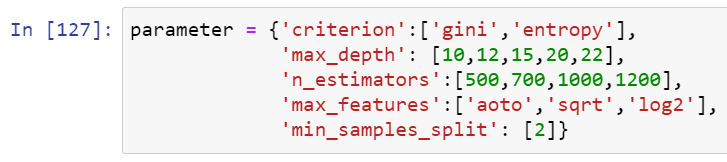 In [127]: parameter = {'criterion':['gini','entropy'],
'max_depth': [10,12,15,20,22],
'n_estimators':[500,700,1000,1200],
'max_features':['aoto','sqrt','log2'],
'min_samples_split': [2]}